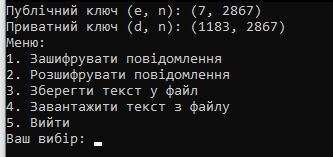 Публічний ключ (e, n): (7, 2867)
Приватний ключ (d, n): (1183, 2867)
Меню:
1. Зашифрувати повідомлення
2. Розшифрувати повідомлення
3. Зберегти текст у файл
4. Завантажити текст з файлу
5. Вийти
Ваш вибір: